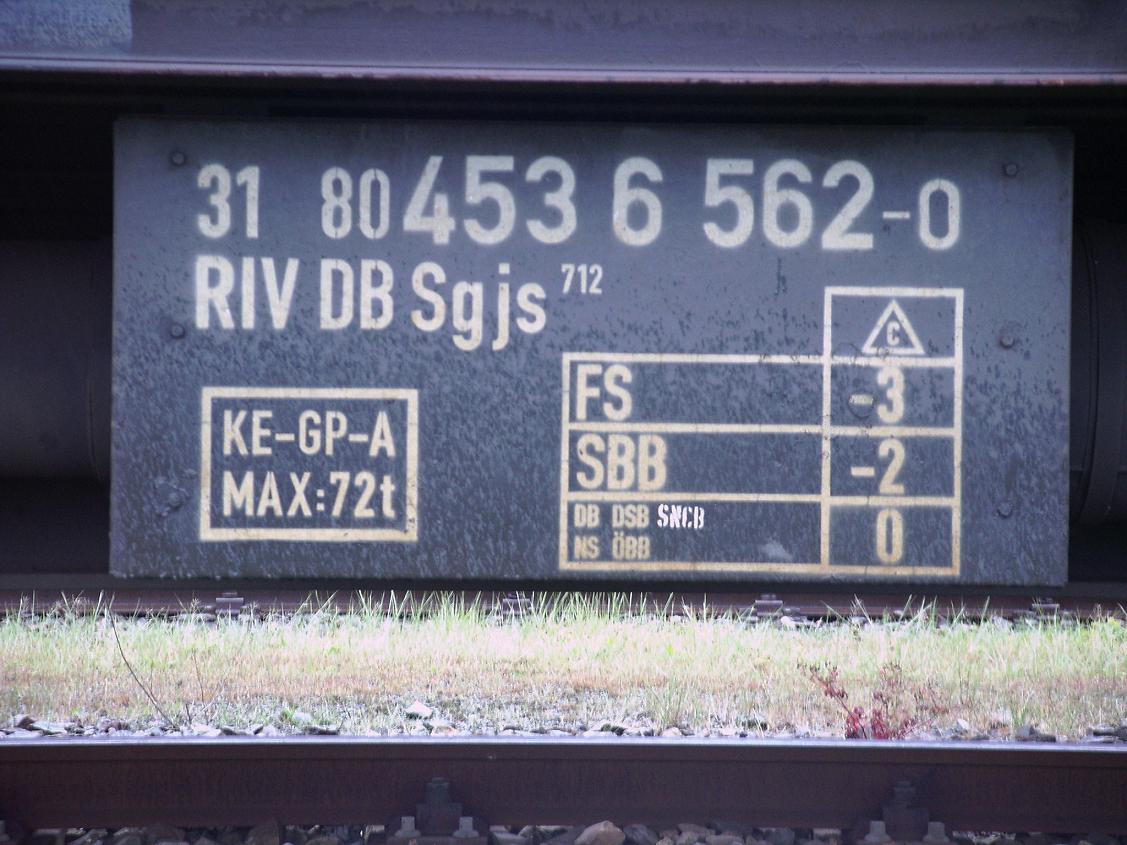 31 80 453 6 562-0
RIV DB Sgjs 712
C
KE-GP-A
MAX:72t
FS -3
SBB -2
DB DSB SNCB
NS ÖBB
0